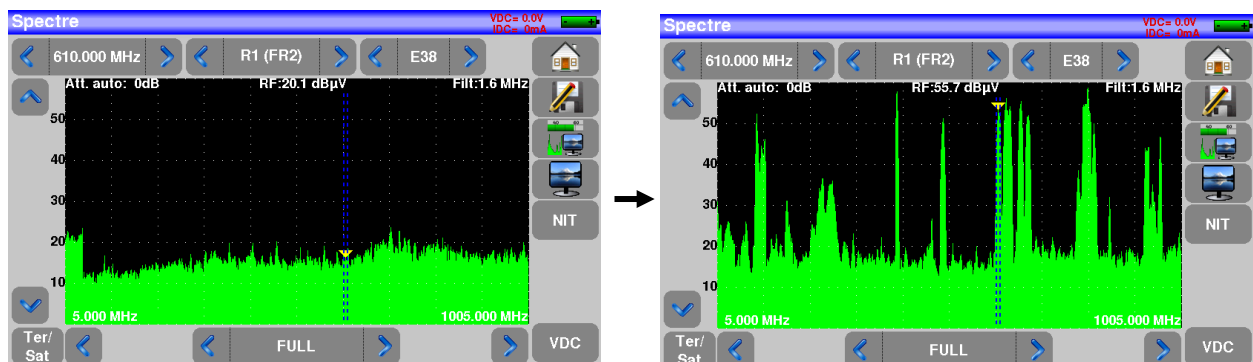 Spectre
VDC= 0.0V
IDC= 0mA
610.000 MHz R1 (FR2) E38
Att. auto: 0dB RF:20.1 dBµV Filt:1.6 MHz
50
40
30
20
10
5.000 MHz 1005.000 MHz
NIT
Ter/
Sat
FULL
VDC
Spectre
VDC= 0.0V
IDC= 0mA
610.000 MHz R1 (FR2) E38
Att. auto: 0dB RF:55.7 dBµV Filt:1.6 MHz
50
40
30
20
10
5.000 MHz 1005.000 MHz
NIT
Ter/
Sat
FULL
VDC